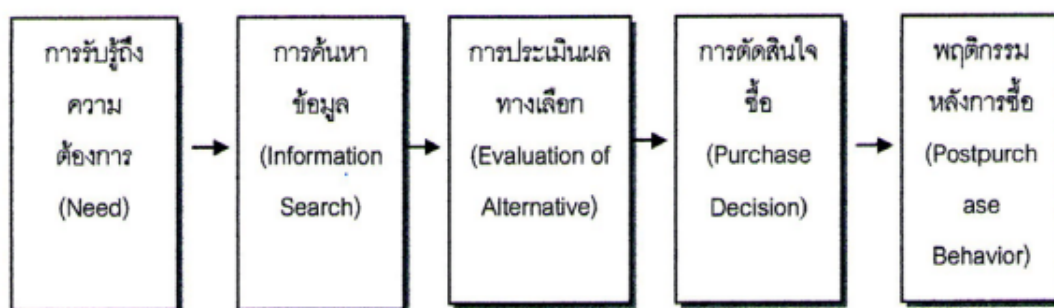 การรับรู้ถึง
ความ
ต้องการ
(Need)
การค้นหา
ข้อมูล
(Information
Search)
การประเมินผล
ทางเลือก
(Evaluation of
Alternative)
การตัดสินใจ
ซื้อ
(Purchase
Decision)
พฤติกรรม
หลังการซื้อ
(Postpurch
ase
Behavior)